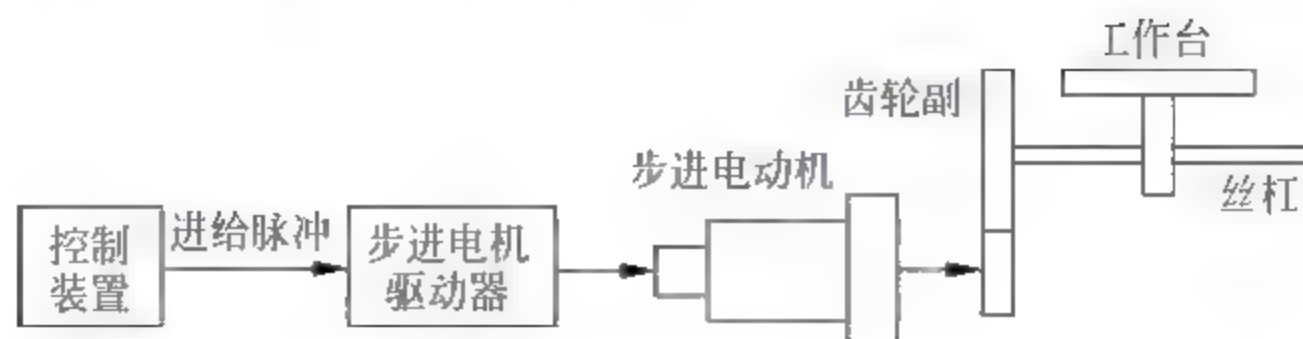 工作台
齿轮副
步进电动机
丝杠
控制
装置
进给脉冲
步进电机
驱动器